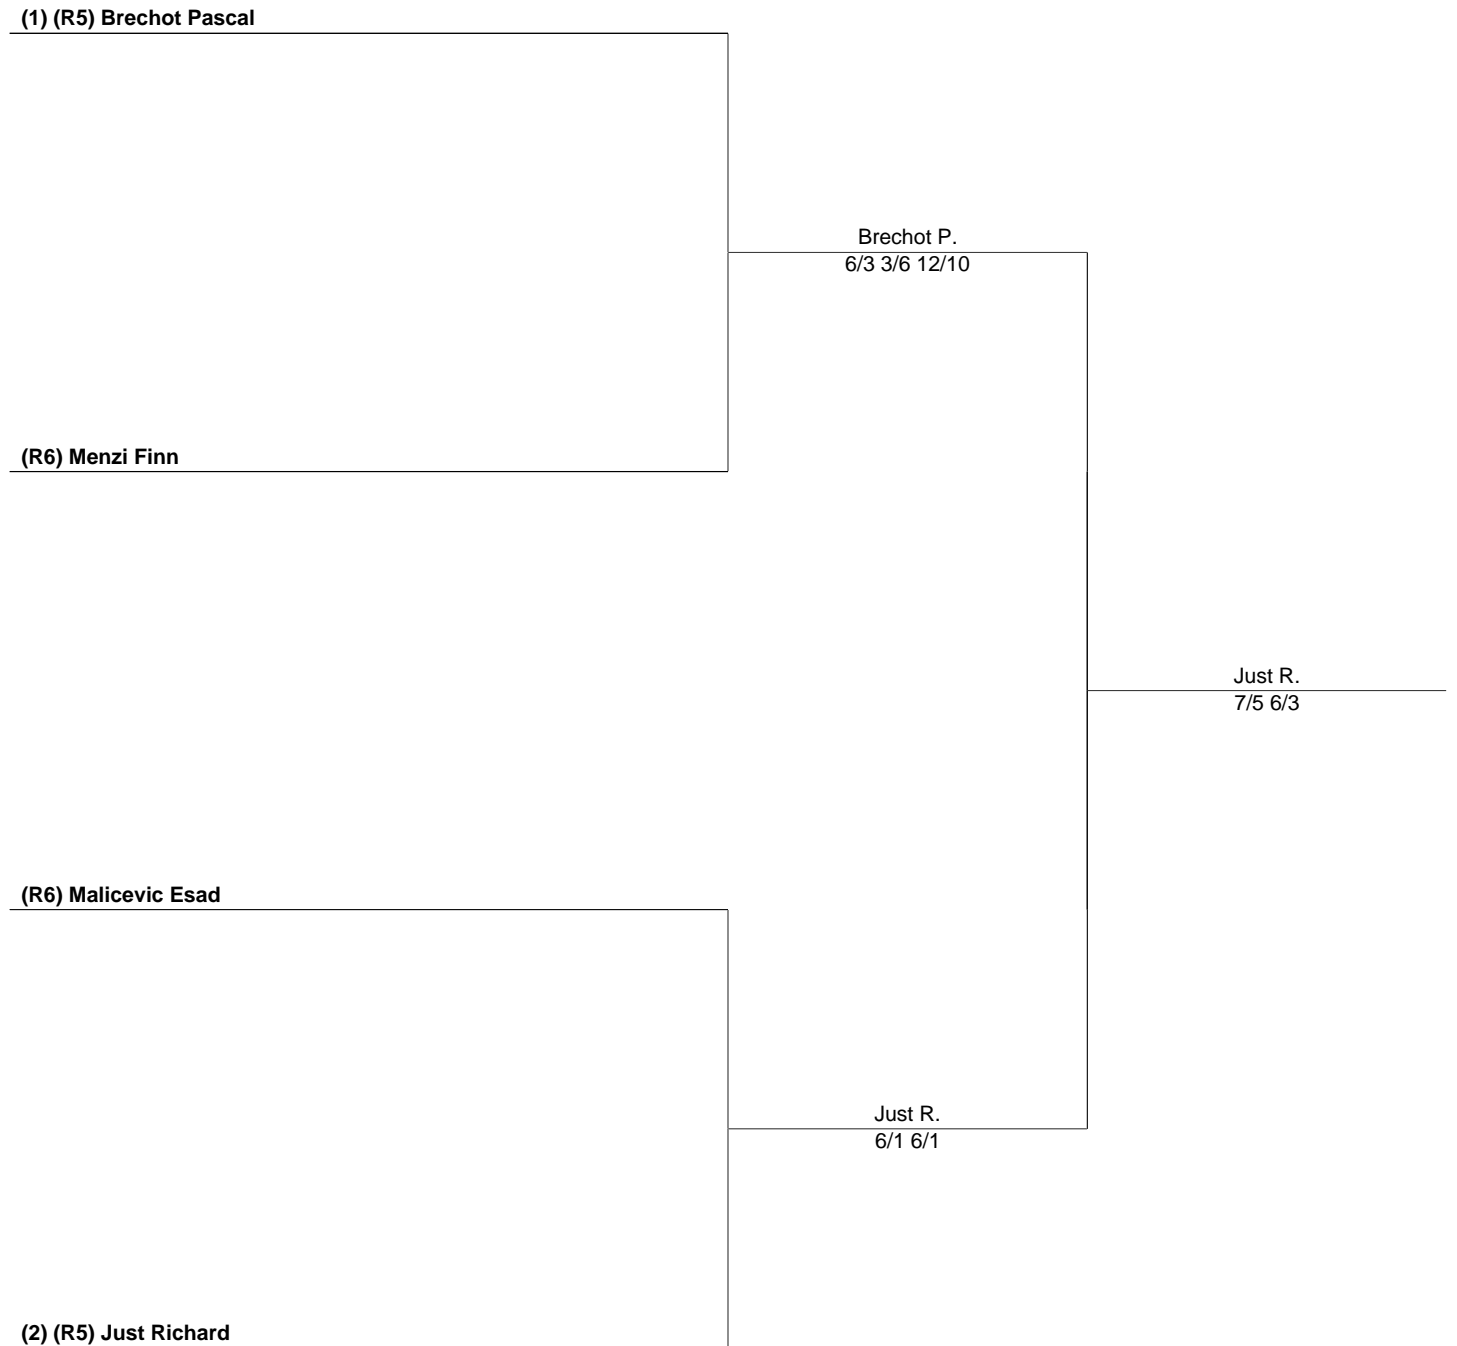 (1) (R5) Brechot Pascal
Brechot P.
6/3 3/6 12/10
(R6) Menzi Finn
Just R.
7/5 6/3
(R6) Malicevic Esad
Just R.
6/1 6/1
(2) (R5) Just Richard